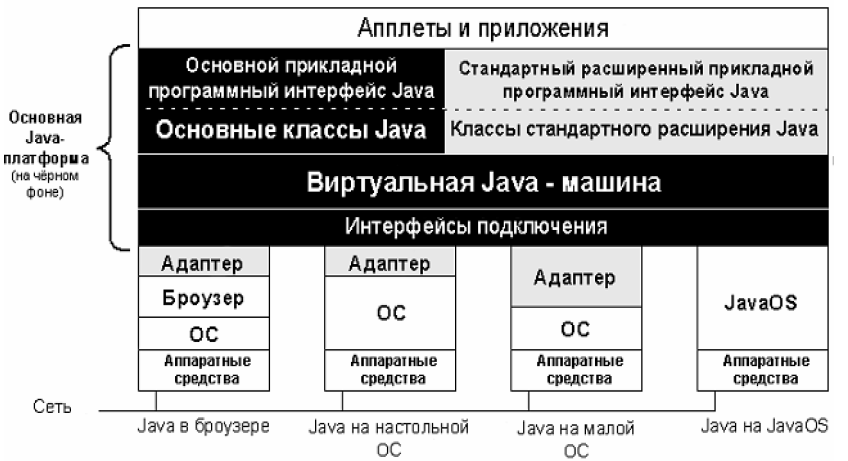 Апплеты и приложения
Основной прикладной
программный интерфейс Java
Стандартный расширенный прикладной
программный интерфейс Java
Основные классы Java
Классы стандартного расширения Java
Основная
Java-
платформа
(на чёрном
фоне)
Виртуальная Java - машина
Интерфейсы подключения
Адаптер
Броузер
ОС
Аппаратные
средства
Адаптер
ОС
Аппаратные
средства
Адаптер
ОС
Аппаратные
средства
JavaOS
Аппаратные
средства
Сеть
Java в броузере
Java на настольной
ОС
Java на малой
ОС
Java на JavaOS